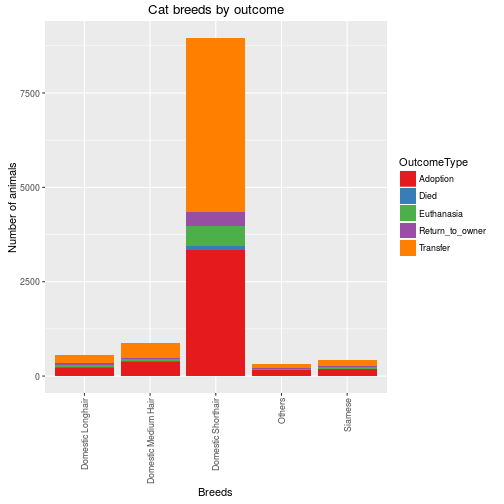 Cat breeds by outcome
Number of animals
7500
5000
2500
0
Domestic Longhair
Domestic Medium Hair
Domestic Shorthair
Others
Siamese
Breeds
OutcomeType
Adoption
Died
Euthanasia
Return_to_owner
Transfer